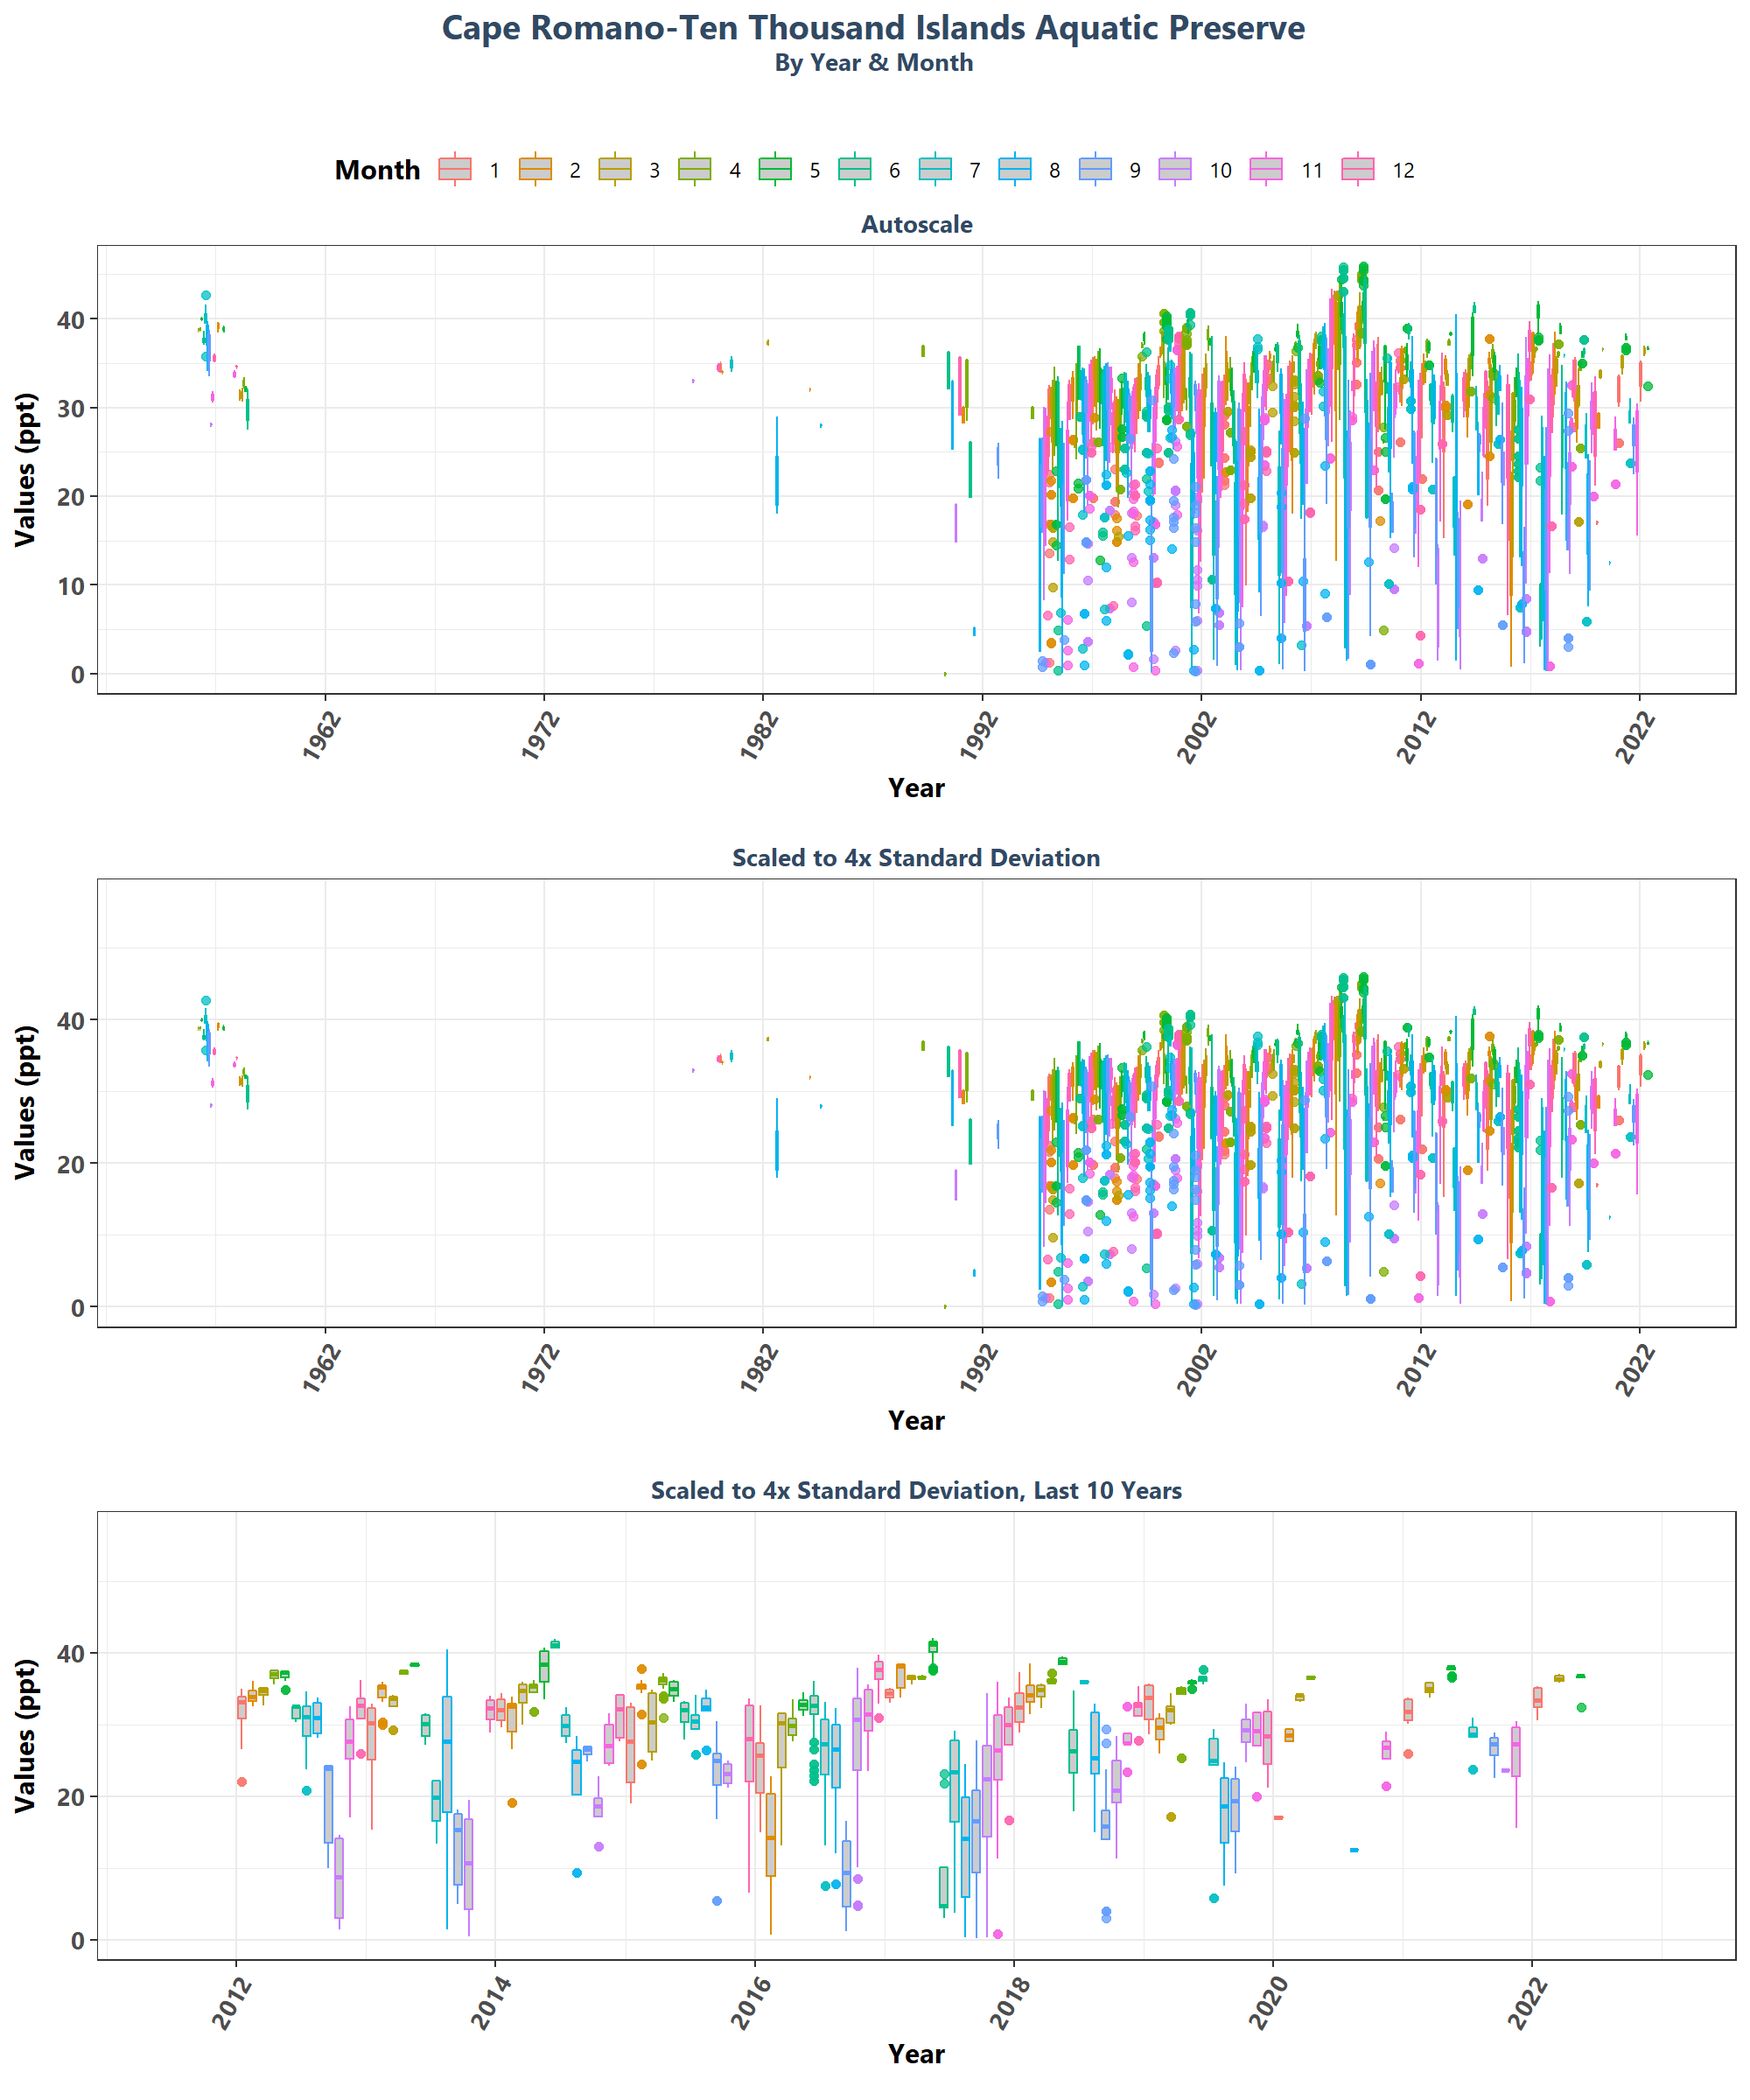 Cape Romano-Ten Thousand Islands Aquatic Preserve
By Year & Month
Month 1 2 3 4 5 6 7 8 9 10 11 12
Autoscale
Values (ppt)
40
30
20
10
0
1962 1972 1982 1992 2002 2012 2022
Year
Scaled to 4x Standard Deviation
Values (ppt)
40
20
0
1962 1972 1982 1992 2002 2012 2022
Year
Scaled to 4x Standard Deviation, Last 10 Years
Values (ppt)
40
20
0
2012 2014 2016 2018 2020 2022
Year